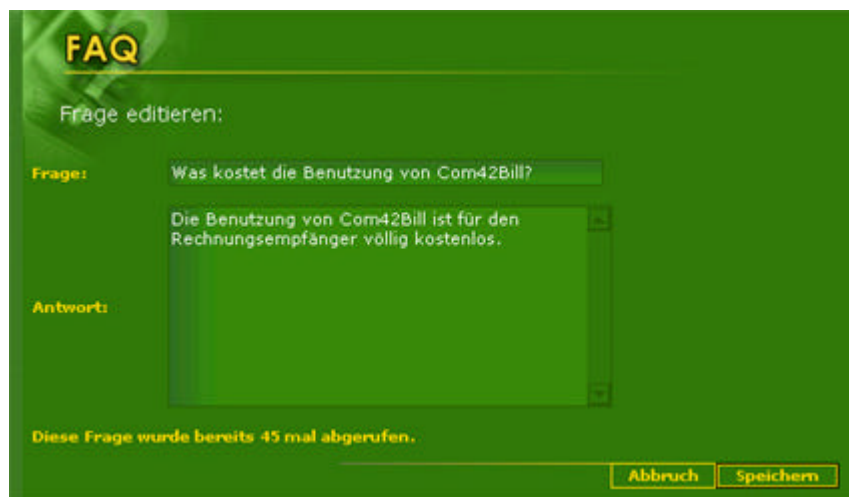 FAQ
Frage editieren:
Frage: Was kostet die Benutzung von Com42Bill?
Die Benutzung von Com42Bill ist für den
Rechnungsempfänger völlig kostenlos.
Antwort:
Diese Frage wurde bereits 45 mal abgerufen.
Abbruch Speichern